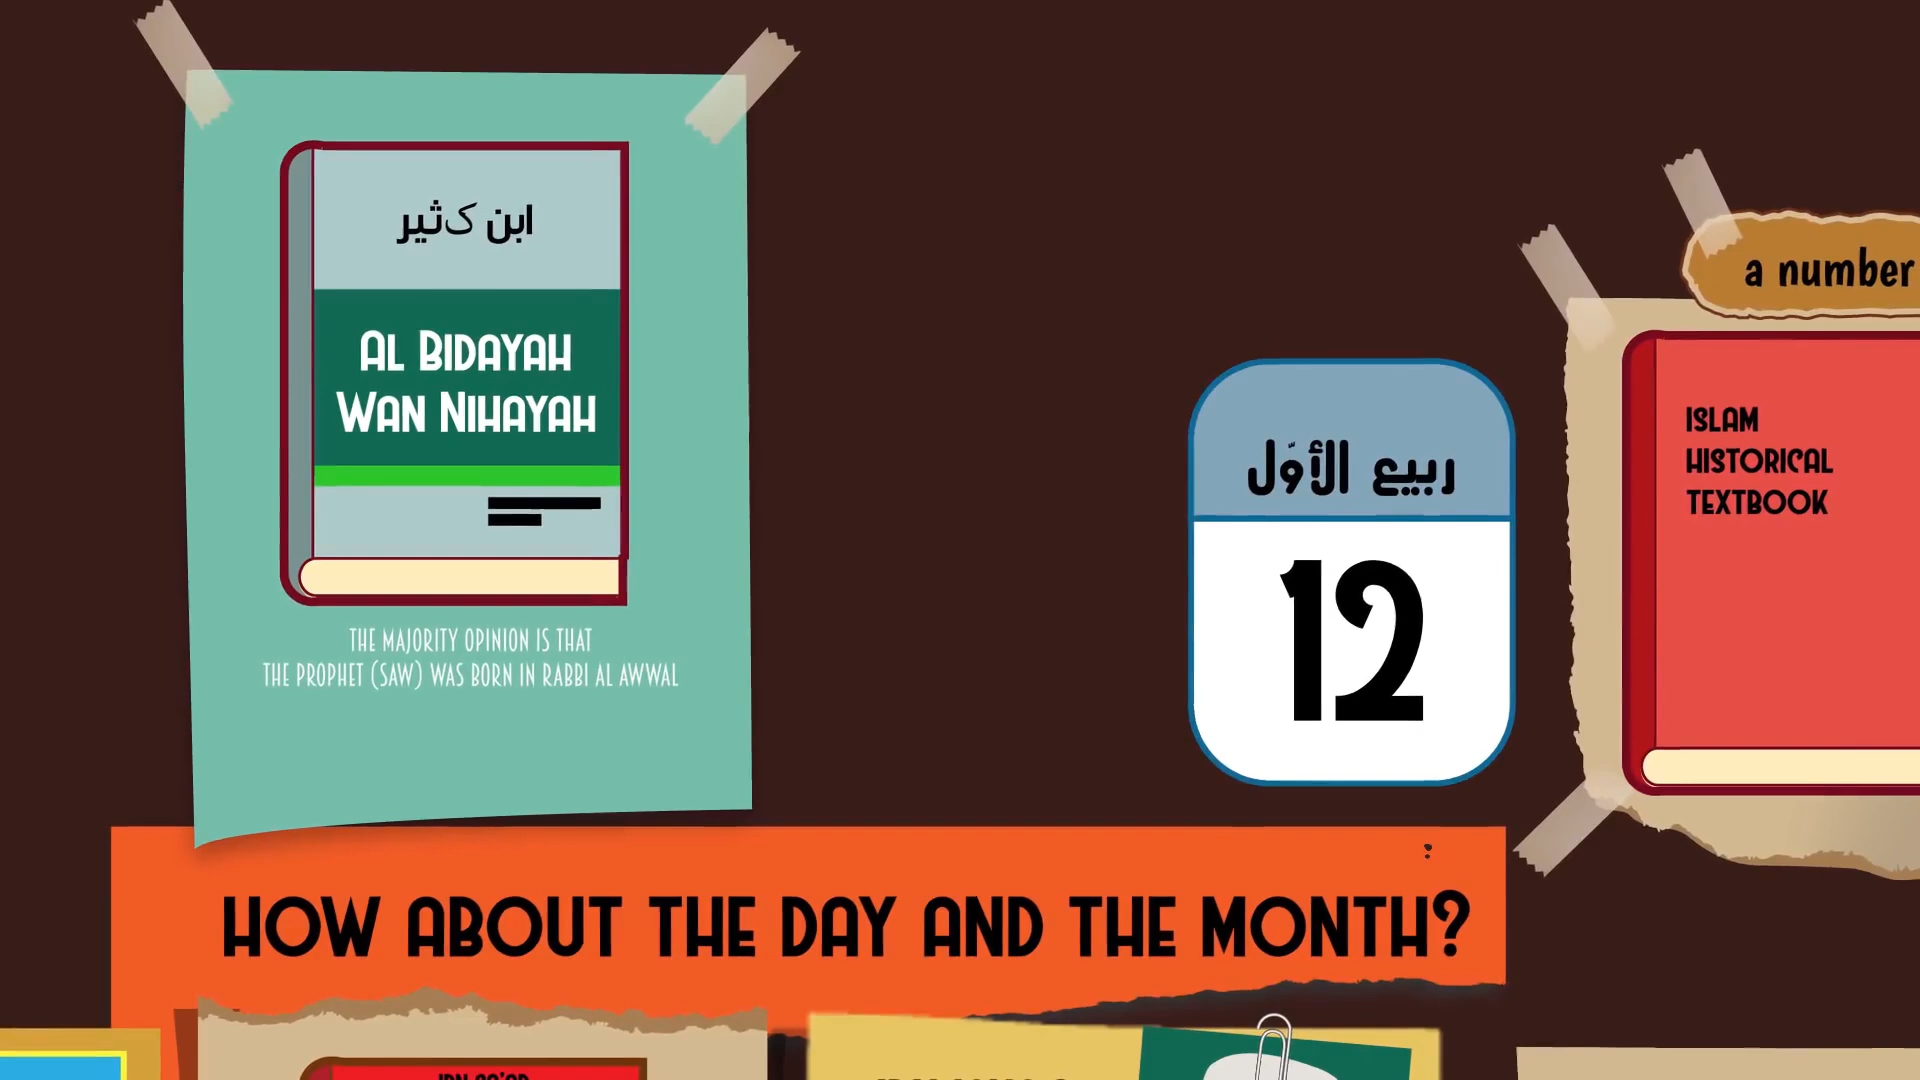 ابن كثير
AL BIDAYAH
WAN NIHAYAH
THE MAJORITY OPINION IS THAT
THE PROPHET (SAW) WAS BORN IN RABBI AL AWWAL
ربيع الأوّل
12
a number
ISLAM
HISTORICAL
TEXTBOOK
HOW ABOUT THE DAY AND THE MONTH?